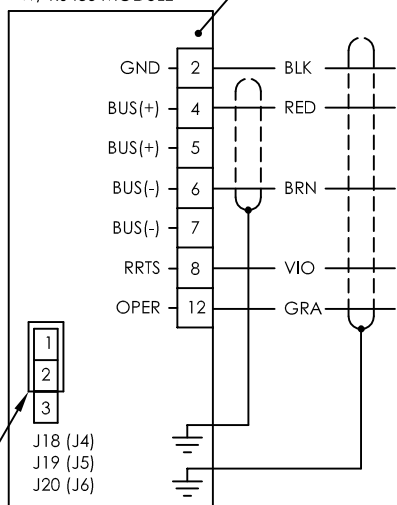 GND 2 BLK
BUS(+) 4 RED
BUS(+) 5
BUS(-) 6 BRN
BUS(-) 7
RRTS 8 VIO
OPER 12 GRA
1
2
3
J18 (J4)
J19 (J5)
J20 (J6)